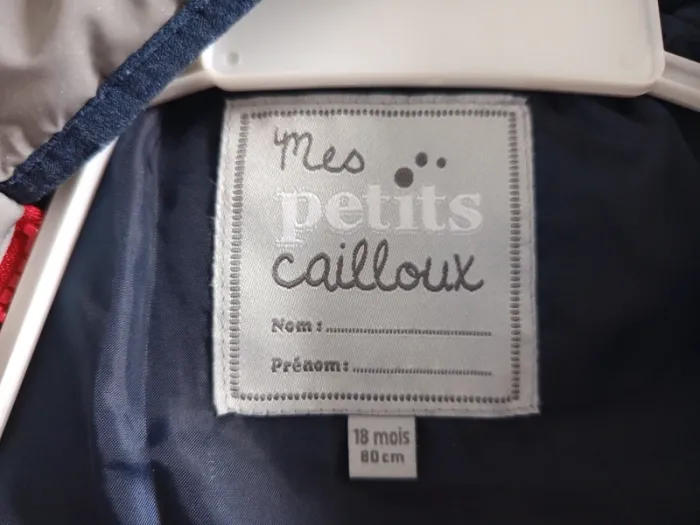 Mes
petits
cailloux
Nom :
Prénom :
18 mois
80 cm